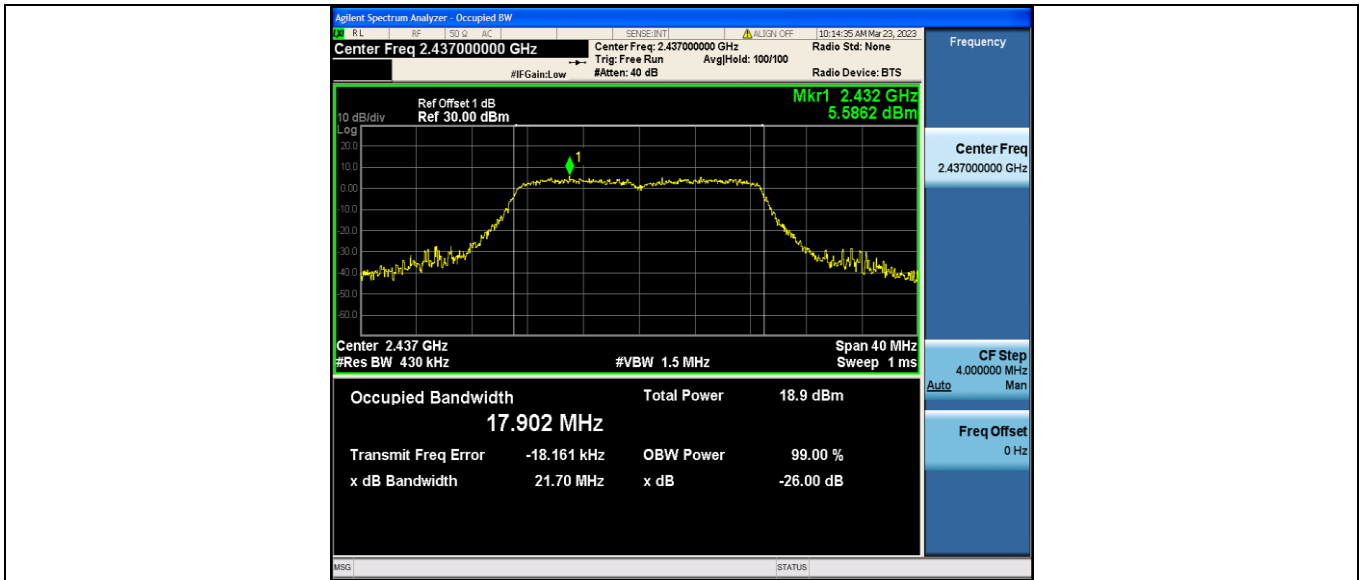 Agilent Spectrum Analyzer - Occupied BW
RL RF 50 Ω AC SENSE:INT ALIGN OFF 10:14:35 AM Mar 23, 2023
Center Freq 2.437000000 GHz
Center Freq: 2.437000000 GHz
Radio Std: None
Trig: Free Run Avg|Hold: 100/100
#IFGain:Low
#Atten: 40 dB
Radio Device: BTS
Frequency
Mkr1 2.432 GHz
5.5862 dBm
Ref Offset 1 dB
10 dB/div Ref 30.00 dBm
Log
20.0
10.0
0.00
-10.0
-20.0
-30.0
-40.0
-50.0
-60.0
1
Center 2.437 GHz Span 40 MHz
#Res BW 430 kHz #VBW 1.5 MHz Sweep 1 ms
Center Freq
2.437000000 GHz
CF Step
4.000000 MHz
Auto Man
Freq Offset
0 Hz
Occupied Bandwidth Total Power 18.9 dBm
17.902 MHz
Transmit Freq Error -18.161 kHz OBW Power 99.00 %
x dB Bandwidth 21.70 MHz x dB -26.00 dB
MSG STATUS